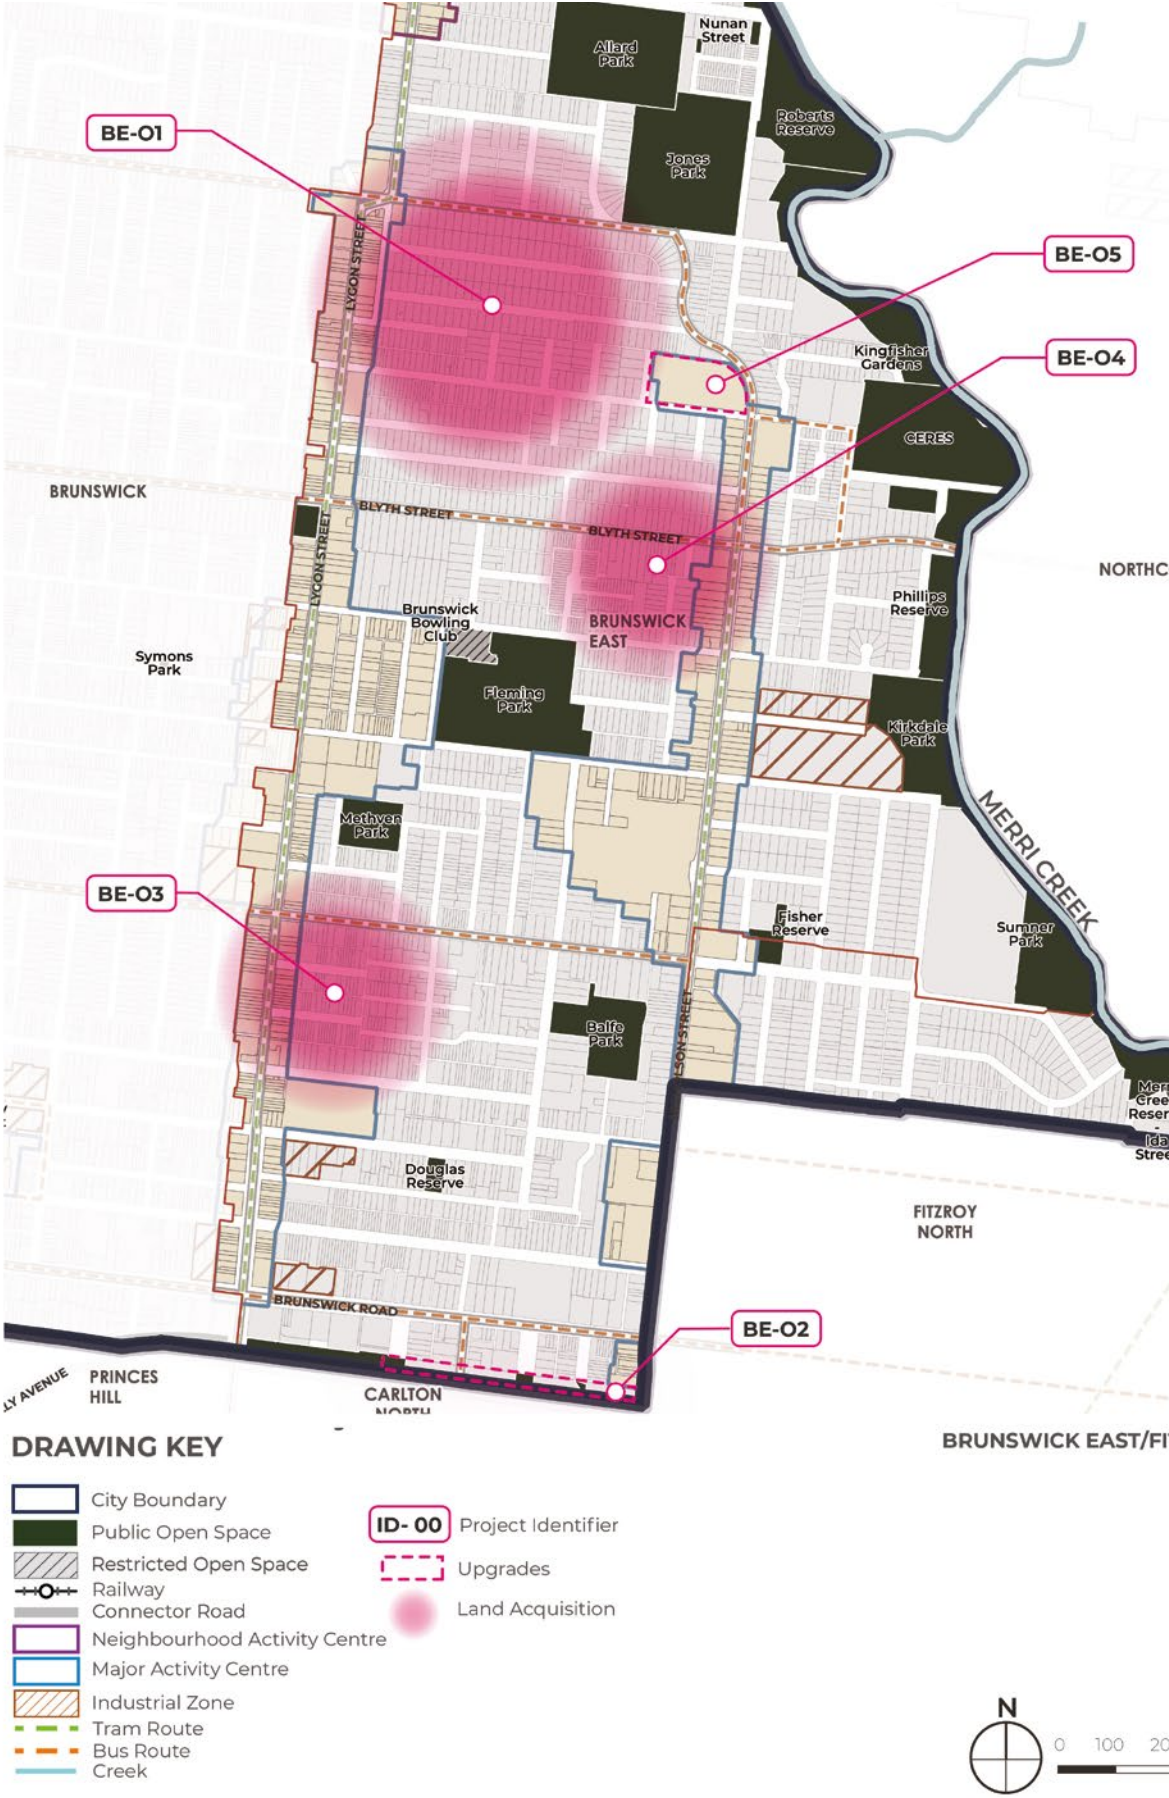 Nunan
Street
Allard
Park
Roberts
Reserve
BE-01
Jones
Park
LYGON STREET
BE-05
Kingfisher
Gardens
BE-04
CERES
BRUNSWICK
BLYTH STREET
BLYTH STREET
LYGON STREET
NORTHC
Phillips
Reserve
Brunswick
Bowling
Club
BRUNSWICK
EAST
Symons
Park
Fleming
Park
Kirkdale
Park
Methven
Park
MERRI CREEK
BE-03
Fisher
Reserve
Sumner
Park
Balfe
Park
LSON STREET
Merr
Cree
Reser
-
Ida
Stree
Douglas
Reserve
FITZROY
NORTH
BRUNSWICK ROAD
BE-02
LY AVENUE
PRINCES
HILL
CARLTON
NORTH
DRAWING KEY
BRUNSWICK EAST/FI
City Boundary
Public Open Space
Restricted Open Space
Railway
Connector Road
Neighbourhood Activity Centre
Major Activity Centre
Industrial Zone
Tram Route
Bus Route
Creek
ID- 00 Project Identifier
Upgrades
Land Acquisition
N
0 100 20